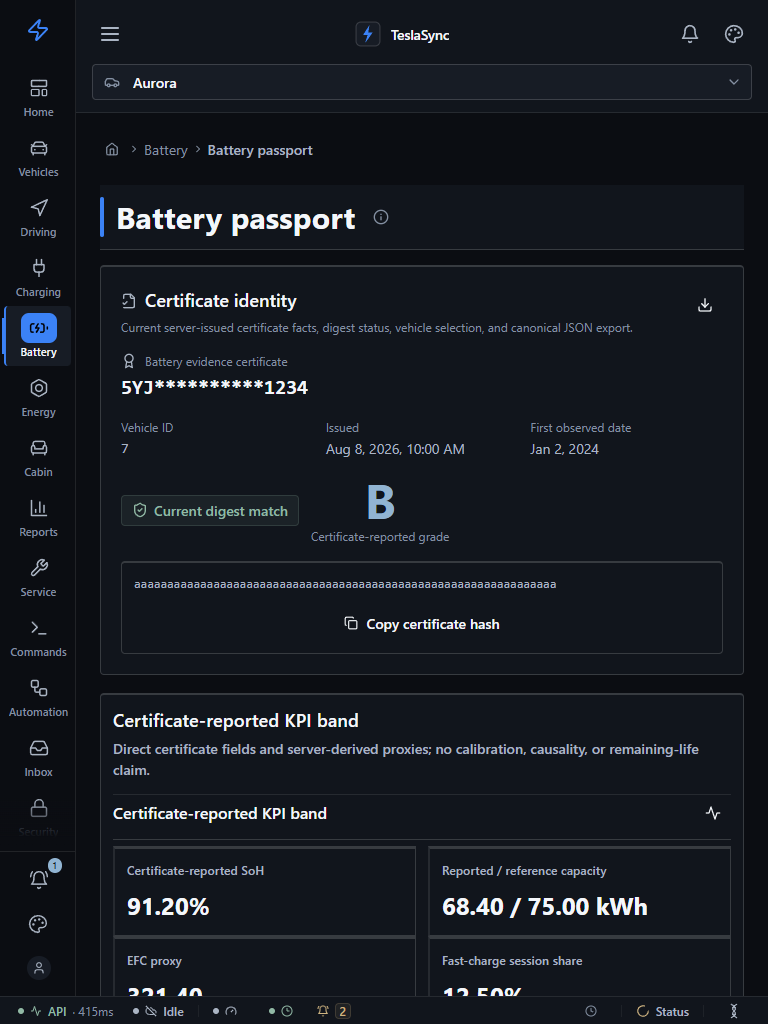 TeslaSync
Aurora
Home
Vehicles
Driving
Charging
Battery
Energy
Cabin
Reports
Service
Commands
Automation
Inbox
Security
1
Battery
Battery passport
Battery passport
Certificate identity
Current server-issued certificate facts, digest status, vehicle selection, and canonical JSON export.
Battery evidence certificate
5YJ**********1234
Vehicle ID
7
Issued
Aug 8, 2026, 10:00 AM
First observed date
Jan 2, 2024
Current digest match
B
Certificate-reported grade
aaaaaaaaaaaaaaaaaaaaaaaaaaaaaaaaaaaaaaaaaaaaaaaaaaaaaaaaaaaaaaaa
Copy certificate hash
Certificate-reported KPI band
Direct certificate fields and server-derived proxies; no calibration, causality, or remaining-life
claim.
Certificate-reported KPI band
Certificate-reported SoH
91.20%
Reported / reference capacity
68.40 / 75.00 kWh
EFC proxy
321.40
Fast-charge session share
12.50%
API · 415ms
Idle
2
Status